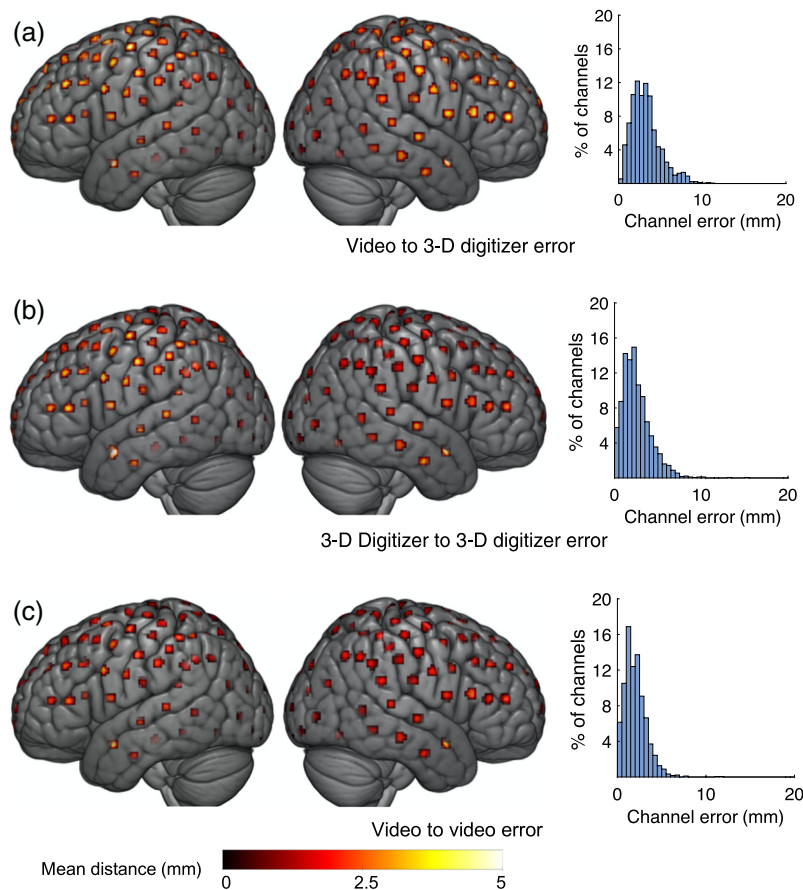 (a)
% of channels
20
16
12
8
4
0
10
20
Channel error (mm)
Video to 3-D digitizer error
(b)
% of channels
20
16
12
8
4
0
10
20
Channel error (mm)
3-D Digitizer to 3-D digitizer error
(c)
% of channels
20
16
12
8
4
0
10
20
Channel error (mm)
Video to video error
Mean distance (mm)
0
2.5
5